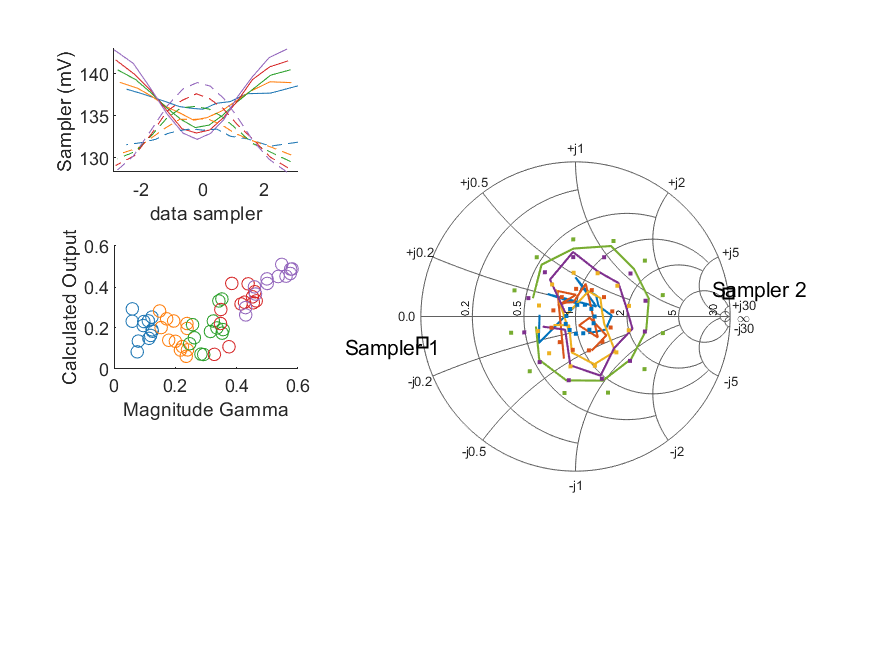 Sampler (mV)
140
135
130
-2
0
2
data sampler
Calculated Output
0.6
0.4
0.2
0
0
0.2
0.4
0.6
Magnitude Gamma
+j1
+j0.5
+j2
+j0.2
+j5
0.0
0.2
0.5
1
2
5
30
+j30
∞
-j30
Sampler 1
Sampler 2
-j0.2
-j5
-j0.5
-j2
-j1